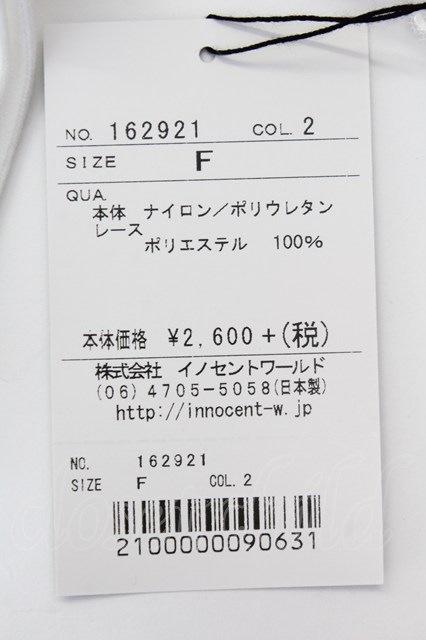 NO. 162921 COL. 2
SIZE F
QUA.
本体 ナイロン／ポリウレタン
レース
ポリエステル 100%
本体価格 ¥2,600+(税)
株式会社 イノセントワールド
(06) 4705-5058(日本製)
http://innocent-w.jp
NO. 162921
SIZE F COL. 2
2100000090631